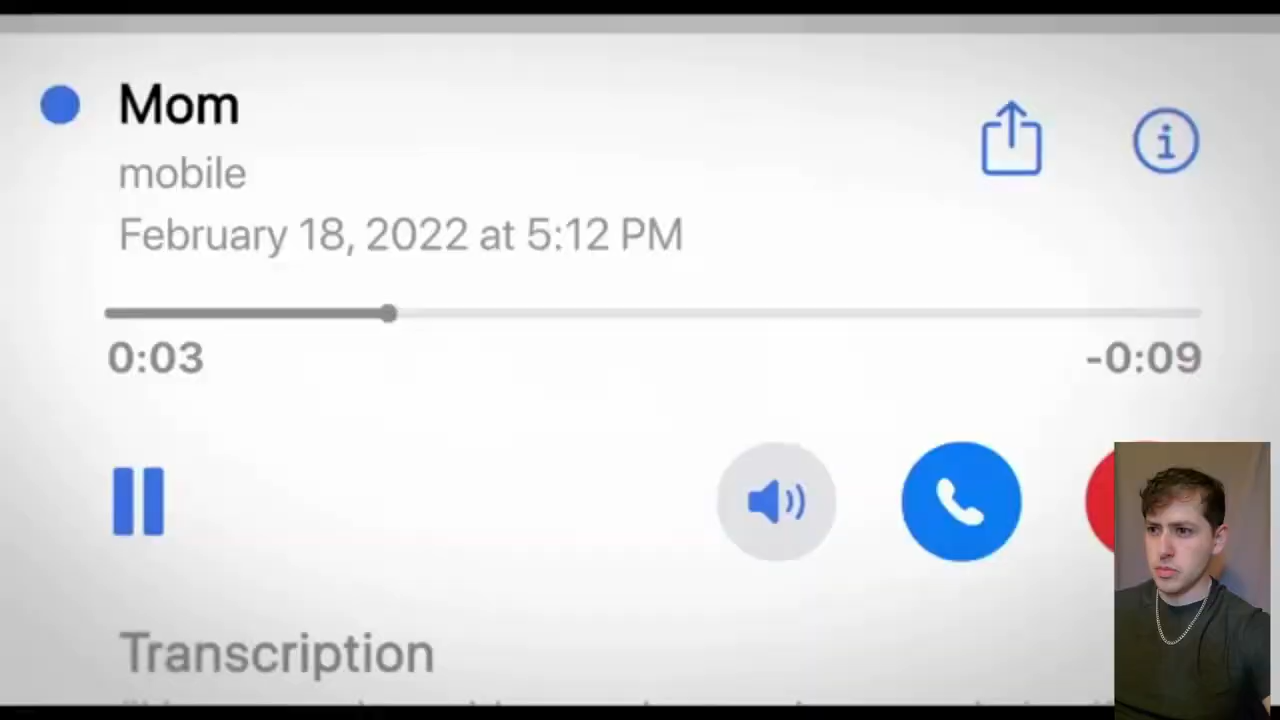 Mom
mobile
February 18, 2022 at 5:12 PM
0:03
-0:09
Transcription